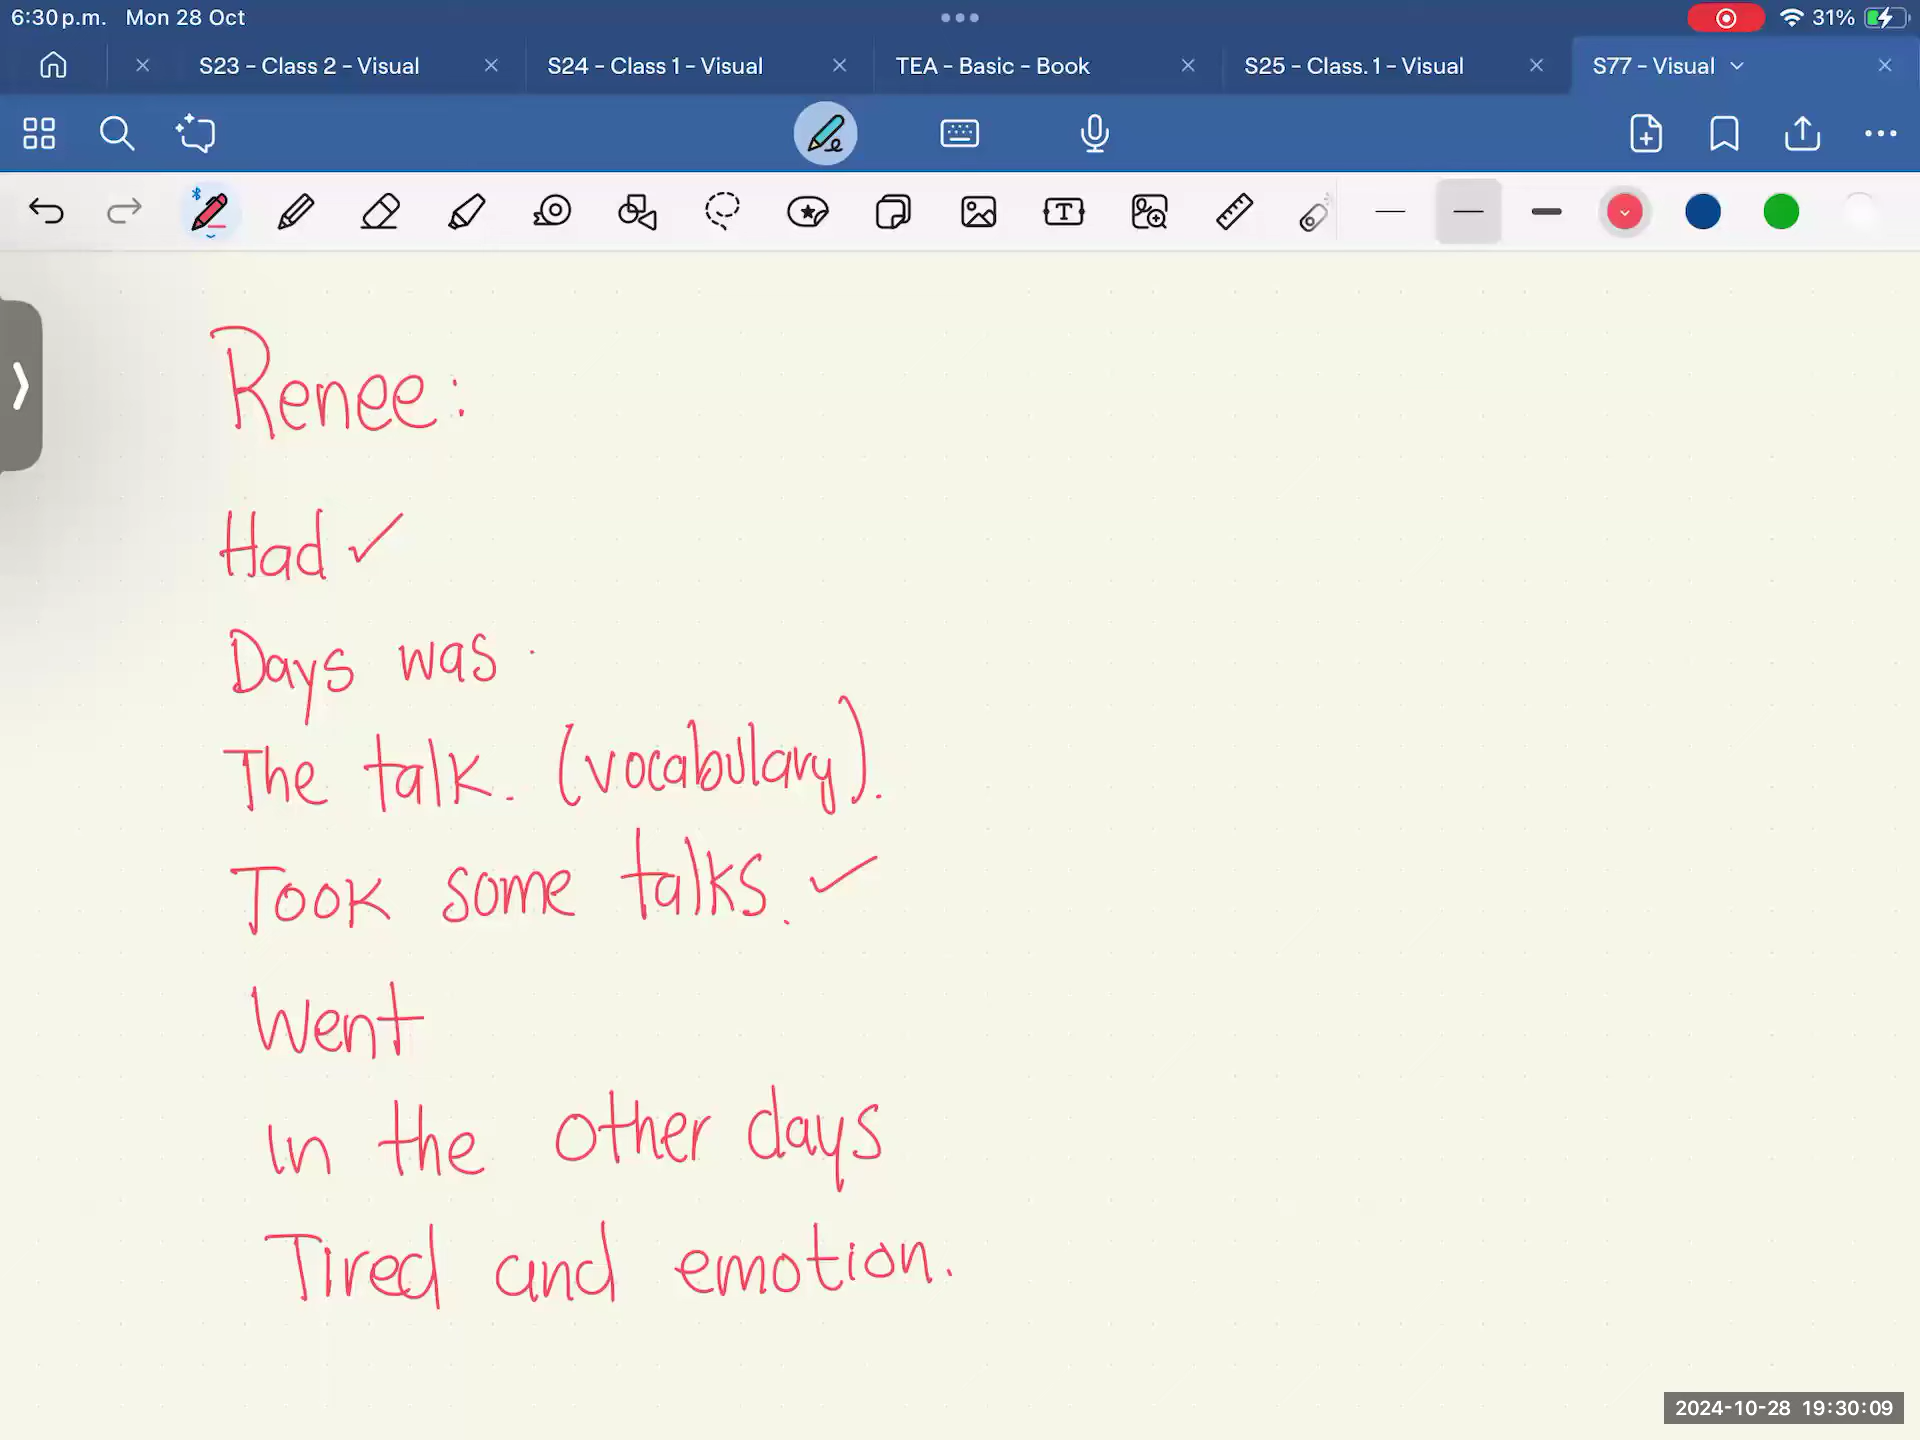 6:30 p.m. Mon 28 Oct 31%
S23 - Class 2 - Visual S24 - Class 1 - Visual TEA - Basic - Book S25 - Class. 1 - Visual S77 - Visual
Renee:
Had ✓
Days was .
The talk. (vocabulary).
Took some talks. ✓
Went
In the other days
Tired and emotion.
2024-10-28 19:30:09